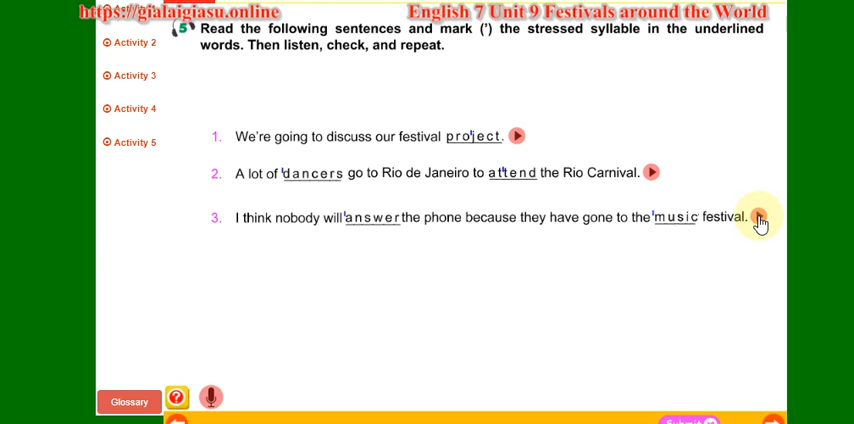 https://gialaigiasu.online English 7 Unit 9 Festivals around the World
5 Read the following sentences and mark (') the stressed syllable in the underlined
words. Then listen, check, and repeat.
Activity 2
Activity 3
Activity 4
Activity 5
1. We're going to discuss our festival pro'ject.
2. A lot of 'dancers go to Rio de Janeiro to at'tend the Rio Carnival.
3. I think nobody will 'answer the phone because they have gone to the 'music festival.
Glossary
Submit